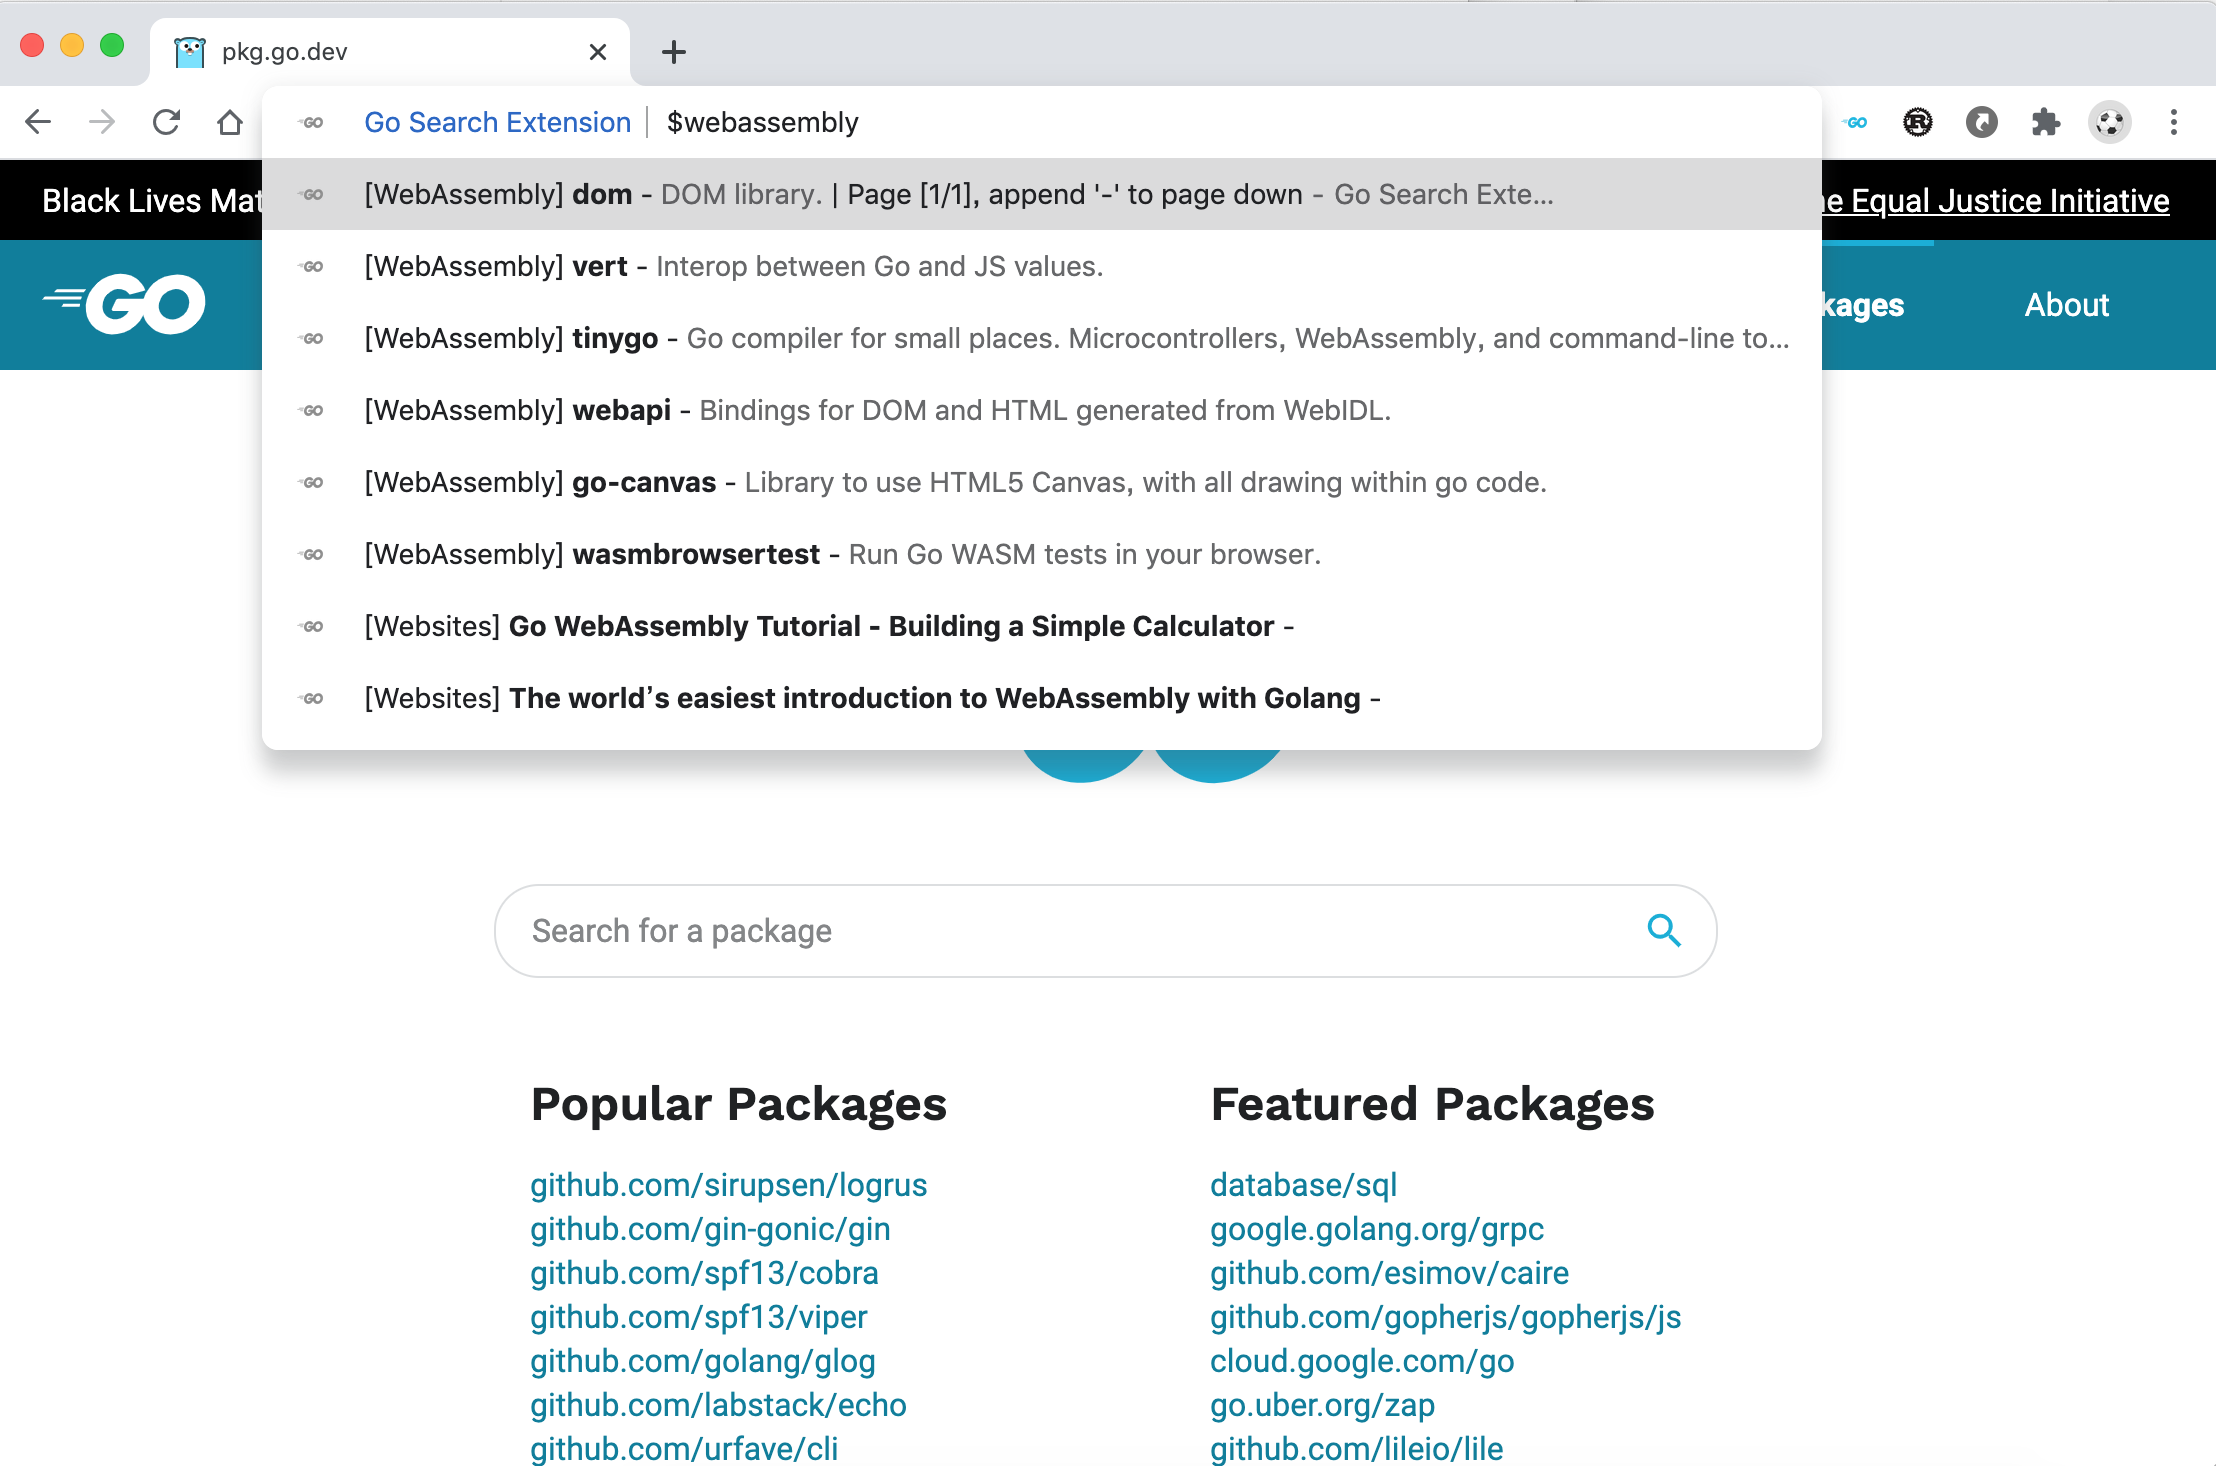 pkg.go.dev
Go Search Extension | $webassembly
[WebAssembly] dom - DOM library. | Page [1/1], append '-' to page down - Go Search Exte...
Black Lives Mat
he Equal Justice Initiative
[WebAssembly] vert - Interop between Go and JS values.
GO
kages
About
[WebAssembly] tinygo - Go compiler for small places. Microcontrollers, WebAssembly, and command-line to...
[WebAssembly] webapi - Bindings for DOM and HTML generated from WebIDL.
[WebAssembly] go-canvas - Library to use HTML5 Canvas, with all drawing within go code.
[WebAssembly] wasmbrowsertest - Run Go WASM tests in your browser.
[Websites] Go WebAssembly Tutorial - Building a Simple Calculator -
[Websites] The world’s easiest introduction to WebAssembly with Golang -
Search for a package
Popular Packages
github.com/sirupsen/logrus
github.com/gin-gonic/gin
github.com/spf13/cobra
github.com/spf13/viper
github.com/golang/glog
github.com/labstack/echo
github.com/urfave/cli
Featured Packages
database/sql
google.golang.org/grpc
github.com/esimov/caire
github.com/gopherjs/gopherjs/js
cloud.google.com/go
go.uber.org/zap
github.com/lileio/lile